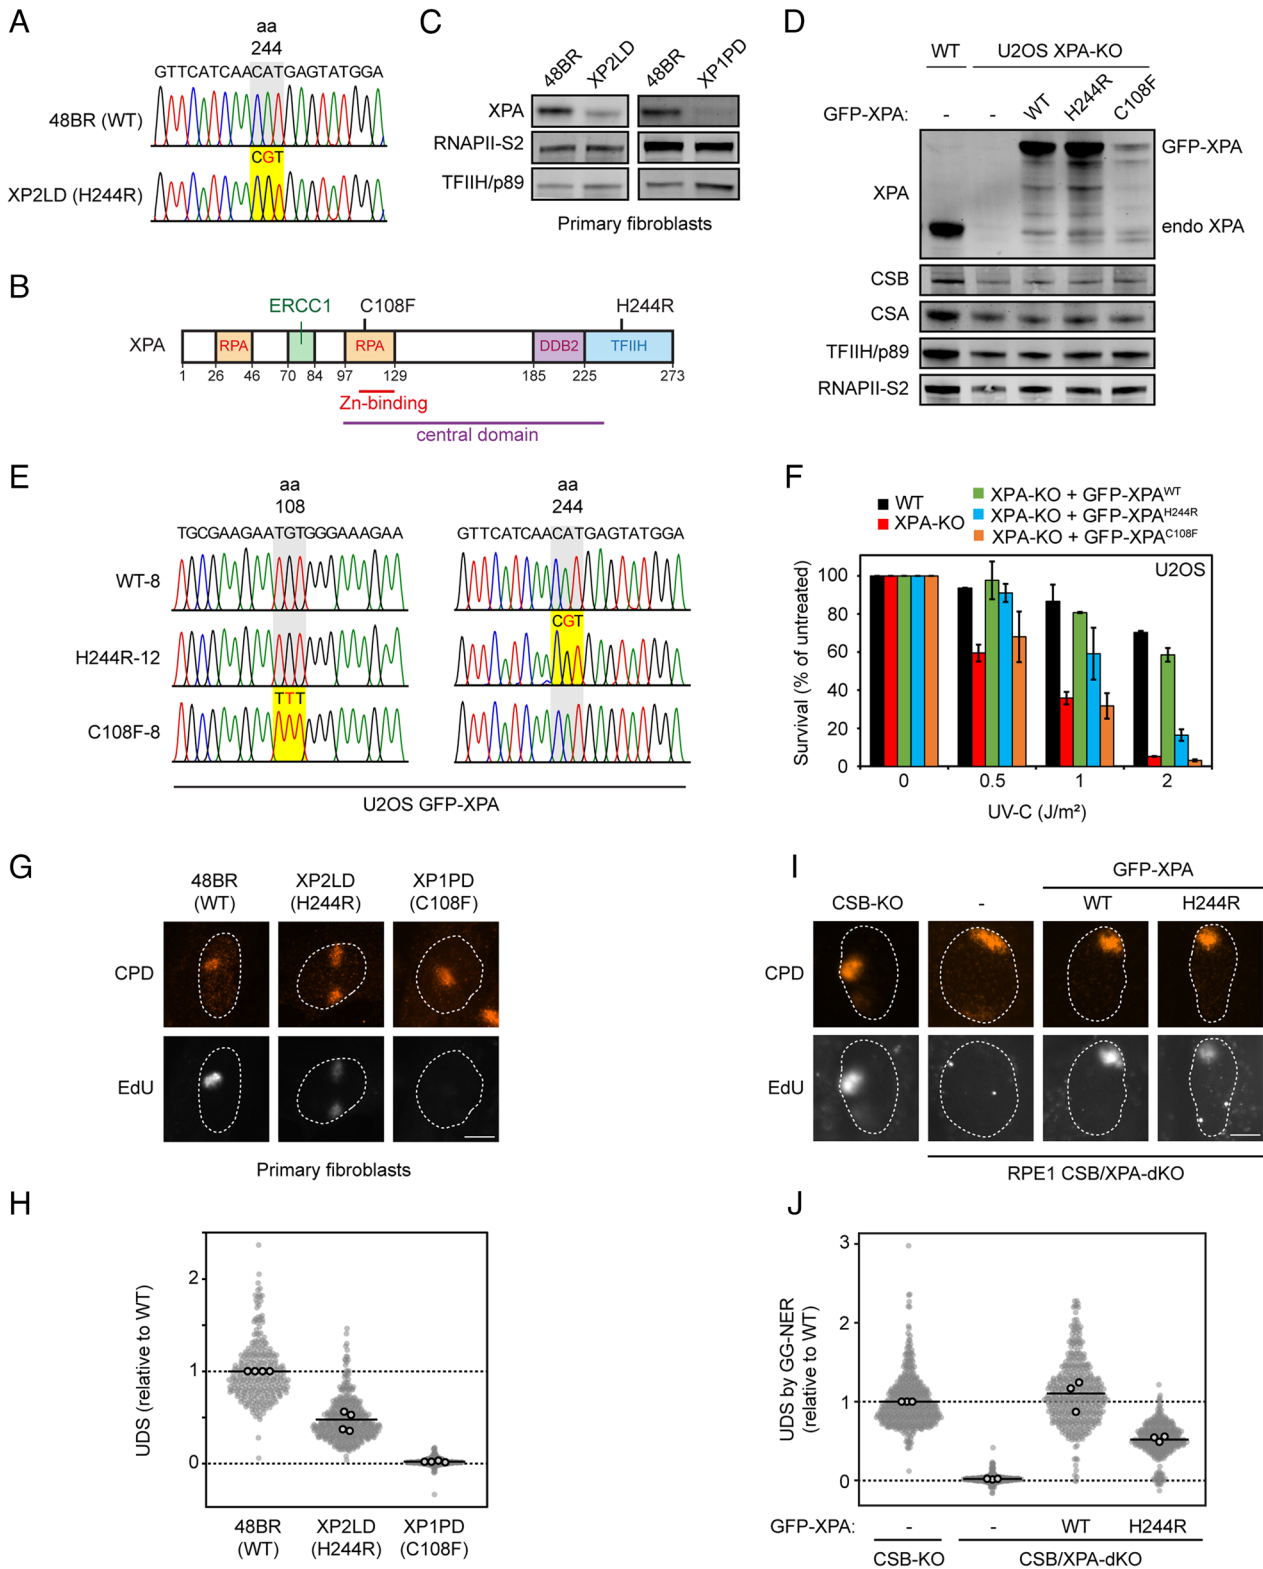 A
aa
244
GTTCATCAACATGAGTATGGA
48BR (WT)
CGT
XP2LD (H244R)
B
ERCC1
C108F
H244R
XPA
RPA
RPA
DDB2
TFIIH
1 26 46 70 84 97 129 185 225 273
Zn-binding
central domain
C
48BR XP2LD 48BR XP1PD
XPA
RNAPII-S2
TFIIH/p89
Primary fibroblasts
D
WT U2OS XPA-KO
GFP-XPA: - - WT H244R C108F
XPA
GFP-XPA
endo XPA
CSB
CSA
TFIIH/p89
RNAPII-S2
E
aa
108
aa
244
TGCGAAGAATGTGGGAAAGAA
GTTCATCAACATGAGTATGGA
WT-8
CGT
H244R-12
TTT
C108F-8
U2OS GFP-XPA
F
WT
XPA-KO
XPA-KO + GFP-XPAWT
XPA-KO + GFP-XPAH244R
XPA-KO + GFP-XPAC108F
U2OS
Survival (% of untreated)
100
80
60
40
20
0
0 0.5 1 2
UV-C (J/m²)
G
48BR
(WT)
XP2LD
(H244R)
XP1PD
(C108F)
CPD
EdU
Primary fibroblasts
H
UDS (relative to WT)
2
1
0
48BR
(WT)
XP2LD
(H244R)
XP1PD
(C108F)
I
GFP-XPA
CSB-KO - WT H244R
CPD
EdU
RPE1 CSB/XPA-dKO
J
UDS by GG-NER
(relative to WT)
3
2
1
0
GFP-XPA: - - WT H244R
CSB-KO CSB/XPA-dKO